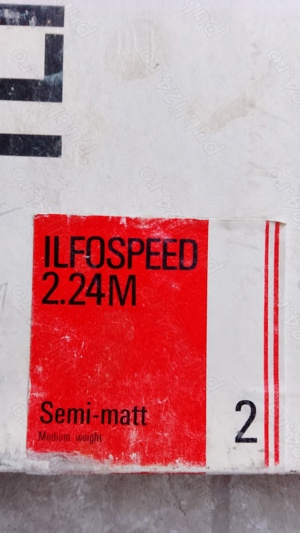 ILFOSPEED
2.24M
Semi-matt
Medium weight
2